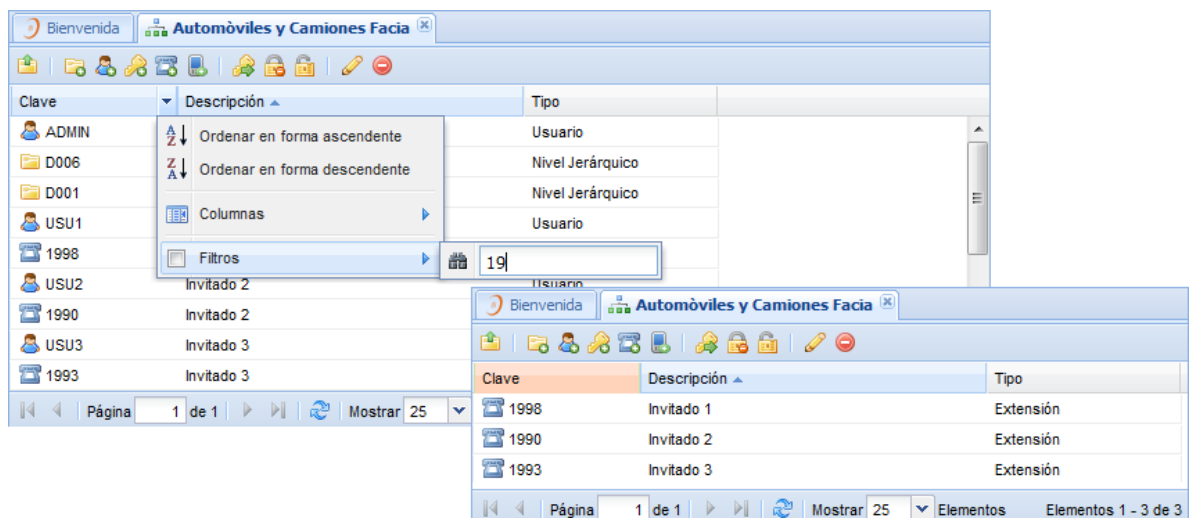 Bienvenida Automòviles y Camiones Facia
Clave Descripción Tipo
ADMIN Usuario
Ordenar en forma ascendente
D006 Nivel Jerárquico
Ordenar en forma descendente
D001 Nivel Jerárquico
Columnas
USU1 Usuario
1998
Filtros 19
USU2 Invitado 2 Usuario
1990 Invitado 2
USU3 Invitado 3
1993 Invitado 3
Página 1 de 1 Mostrar 25
Bienvenida Automòviles y Camiones Facia
Clave Descripción Tipo
1998 Invitado 1 Extensión
1990 Invitado 2 Extensión
1993 Invitado 3 Extensión
Página 1 de 1 Mostrar 25 Elementos Elementos 1 - 3 de 3